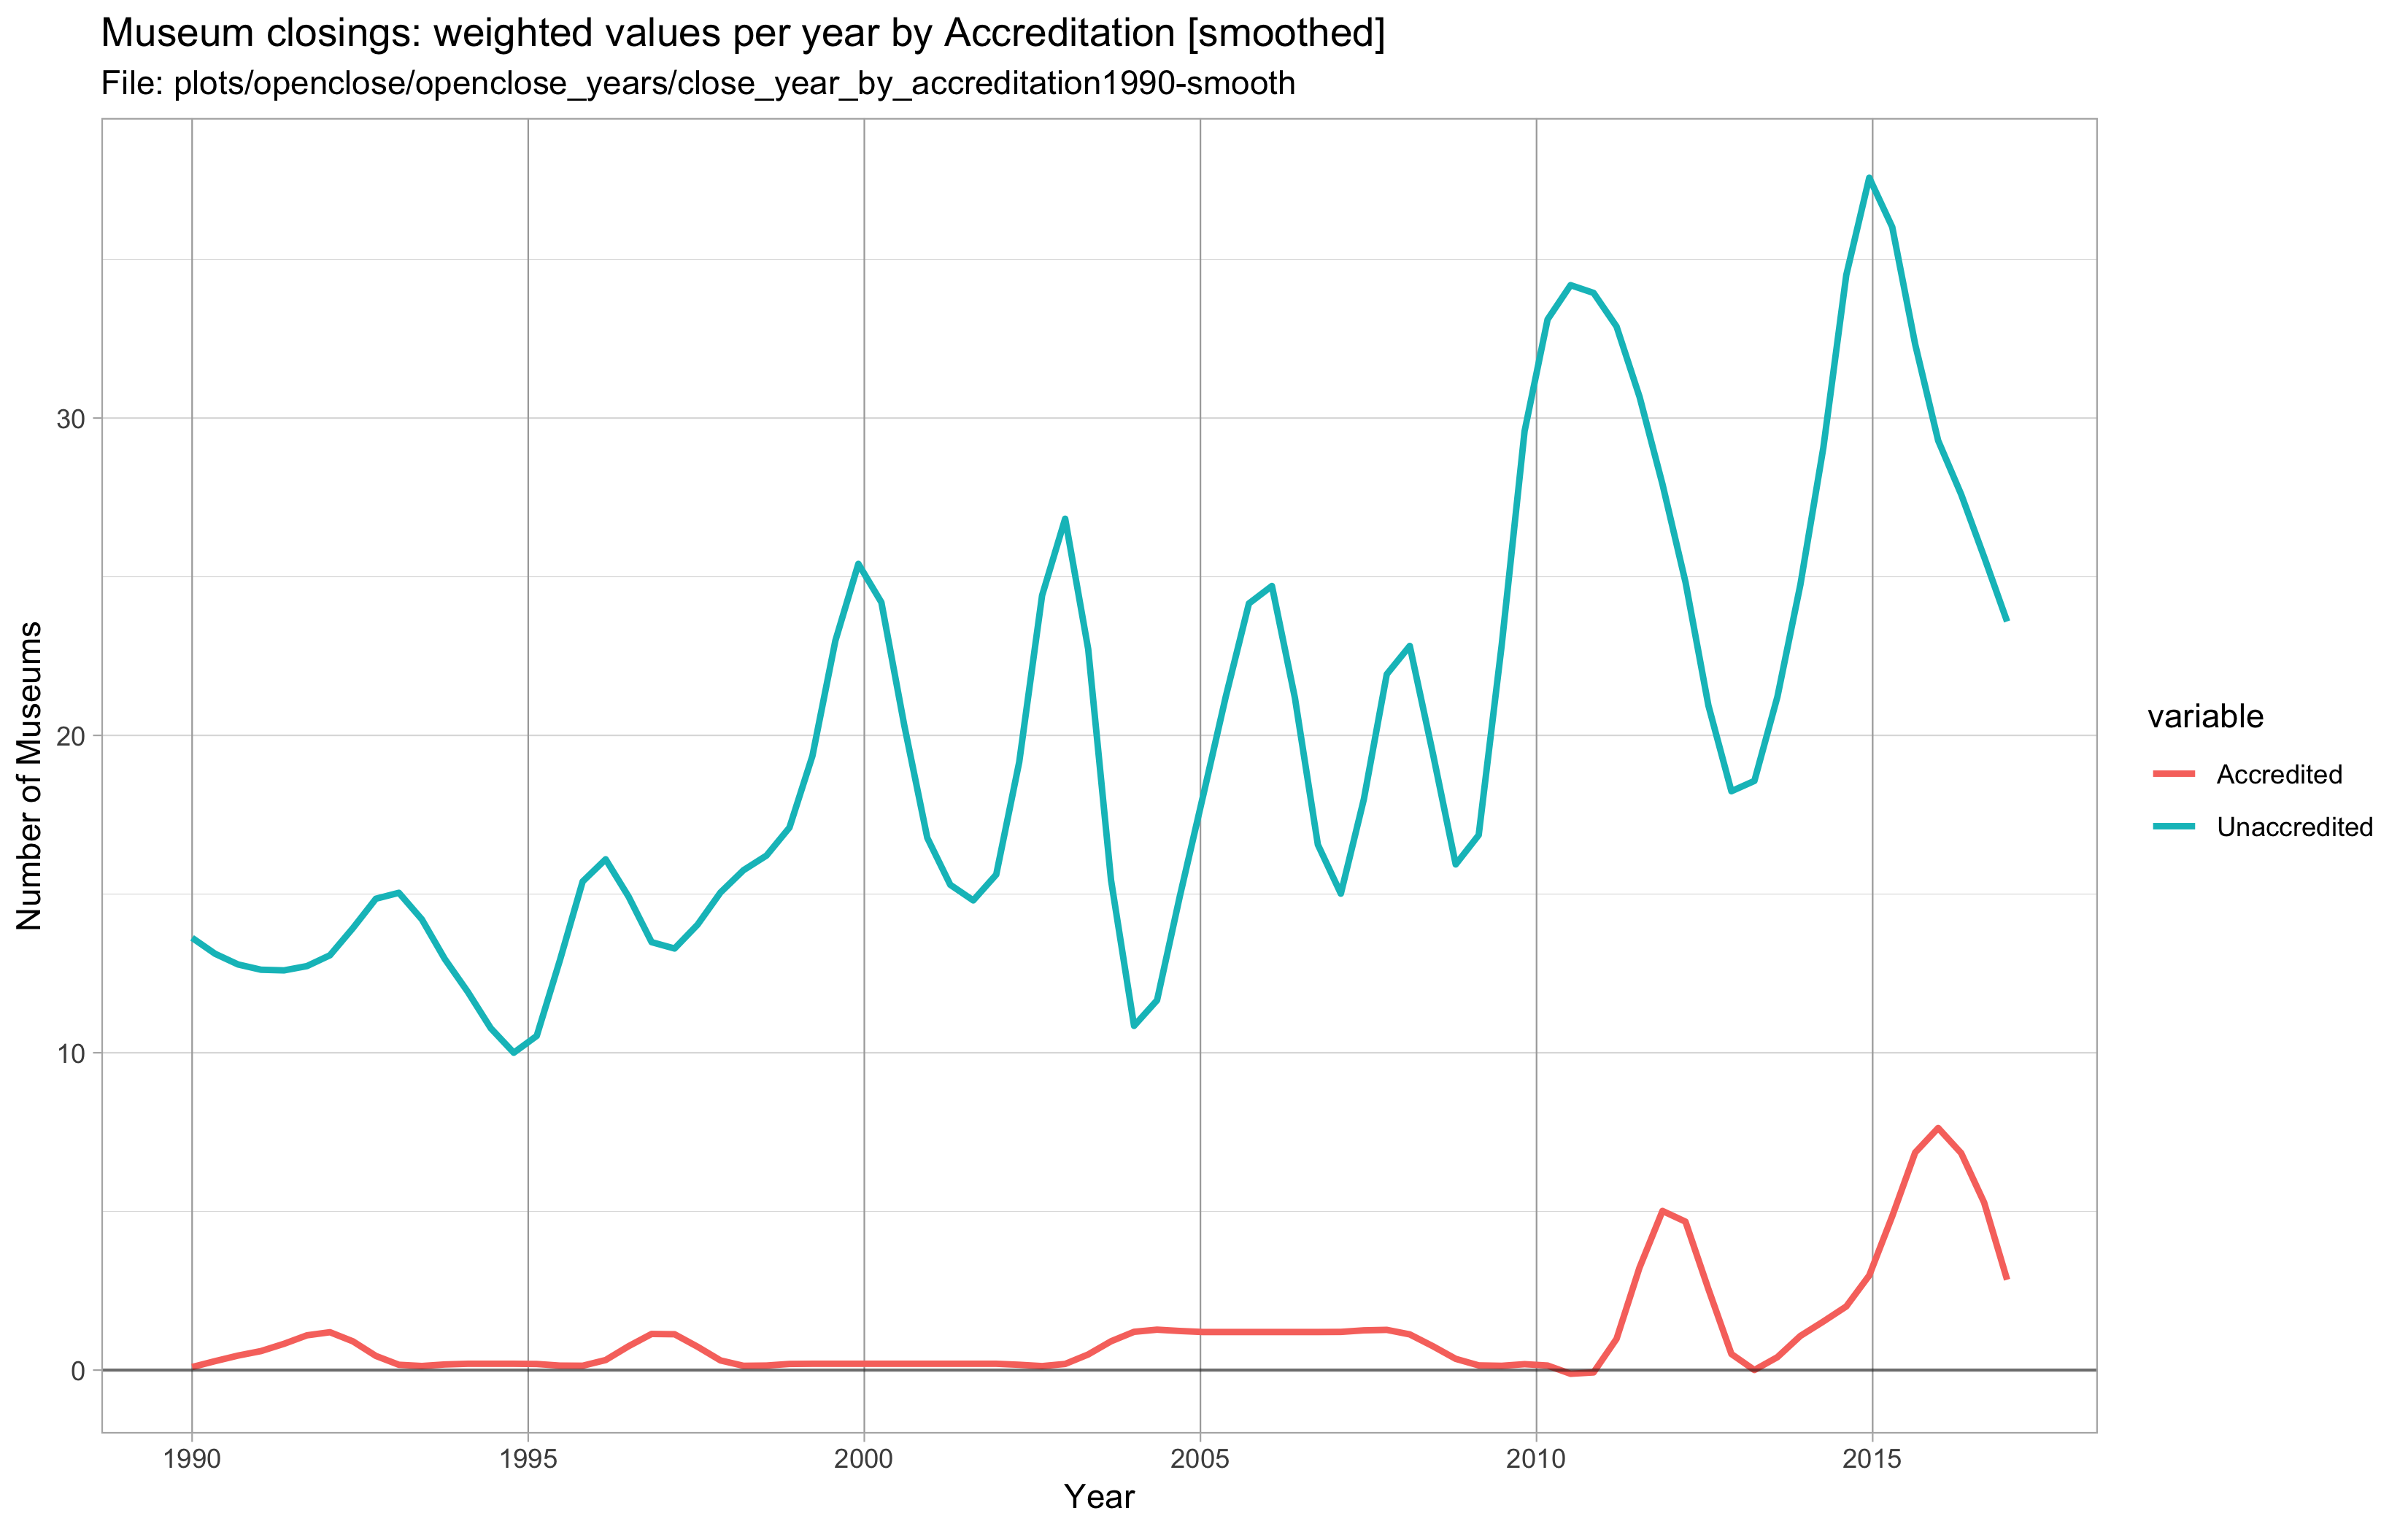 Museum closings: weighted values per year by Accreditation [smoothed]
File: plots/openclose/openclose_years/close_year_by_accreditation1990-smooth
Number of Museums
30
20
10
0
1990 1995 2000 2005 2010 2015
Year
variable
Accredited
Unaccredited